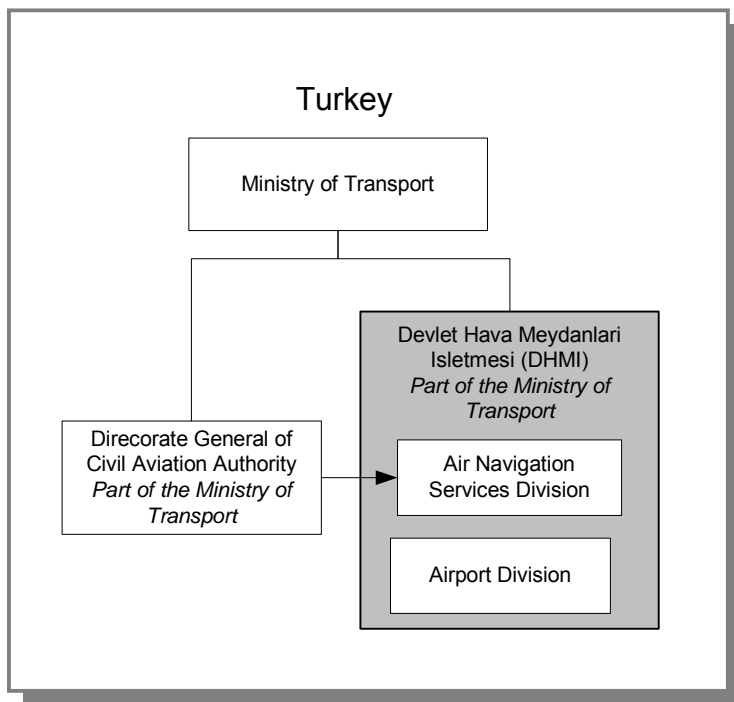 Turkey
Ministry of Transport
Devlet Hava Meydanlari
Isletmesi (DHMI)
Part of the Ministry of
Transport
Direcorate General of
Civil Aviation Authority
Part of the Ministry of
Transport
Air Navigation
Services Division
Airport Division